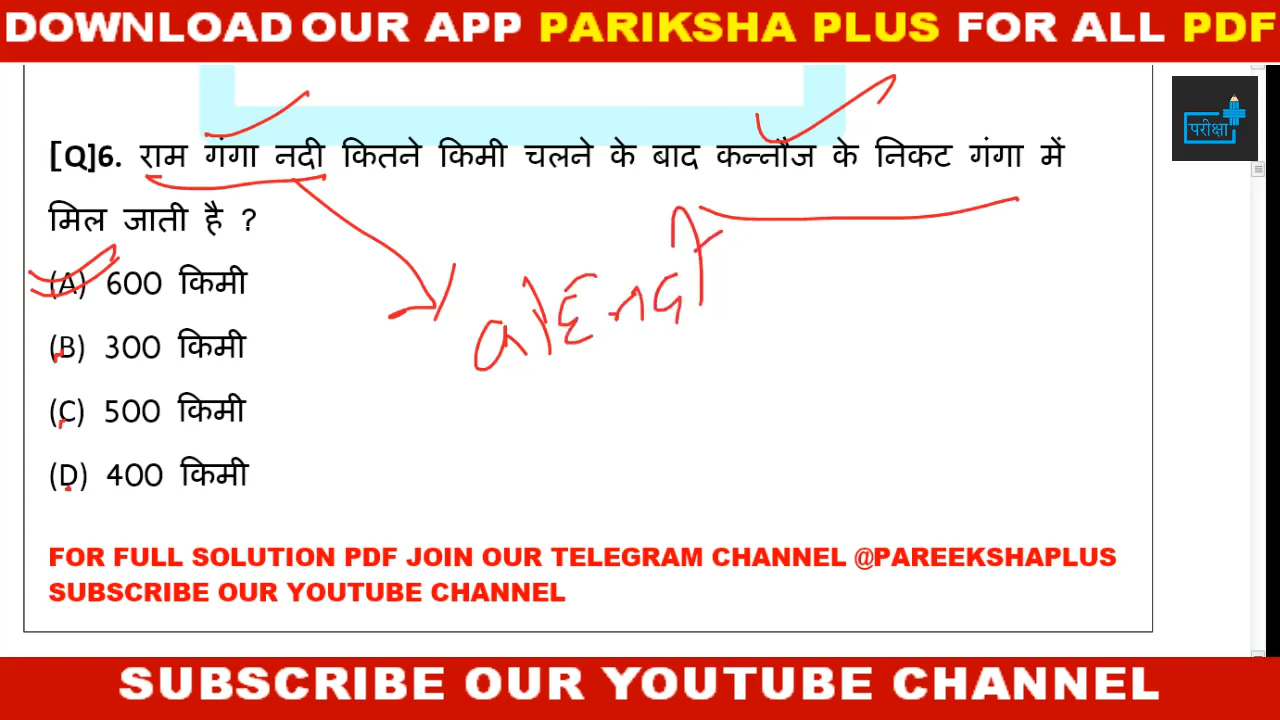 DOWNLOAD OUR APP PARIKSHA PLUS FOR ALL PDF
परीक्षा
[Q]6. राम गंगा नदी कितने किमी चलने के बाद कन्नौज के निकट गंगा में
मिल जाती है ?
(A) 600 किमी
(B) 300 किमी
(C) 500 किमी
(D) 400 किमी
FOR FULL SOLUTION PDF JOIN OUR TELEGRAM CHANNEL @PAREEKSHAPLUS
SUBSCRIBE OUR YOUTUBE CHANNEL
SUBSCRIBE OUR YOUTUBE CHANNEL